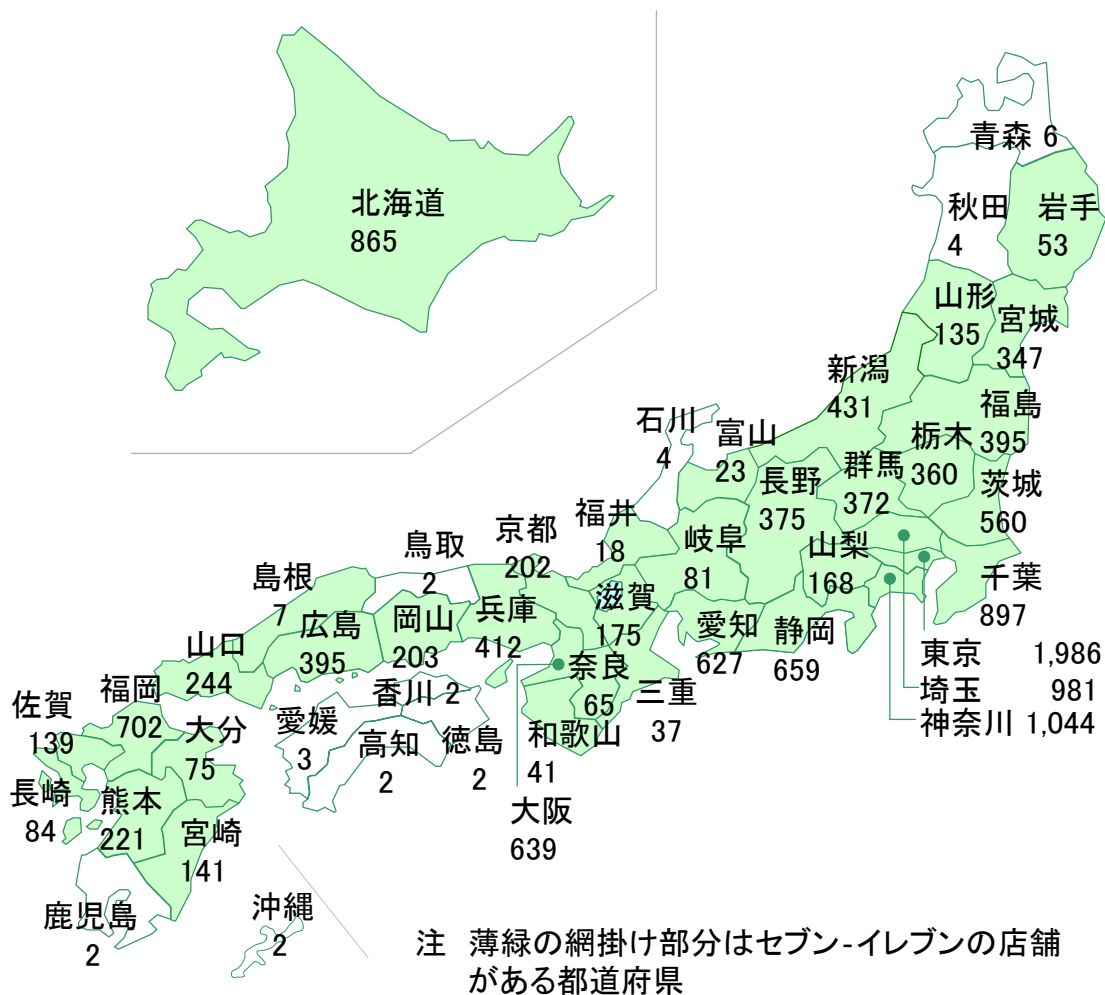 北海道
865
青森 6
秋田
4
岩手
53
山形
135
宮城
347
新潟
431
福島
395
石川
4
富山
23
栃木
360
群馬
372
長野
375
茨城
560
福井
18
京都
202
鳥取
2
岐阜
81
山梨
168
島根
7
千葉
897
滋賀
175
兵庫
412
岡山
203
広島
395
愛知
627
静岡
659
山口
244
東京 1,986
埼玉 981
神奈川 1,044
奈良
65
三重
37
香川 2
福岡
702
佐賀
139
大分
75
愛媛
3
高知
2
徳島
2
和歌山
41
大阪
639
長崎
84
熊本
221
宮崎
141
鹿児島
2
沖縄
2
注 薄緑の網掛け部分はセブン-イレブンの店舗
がある都道府県